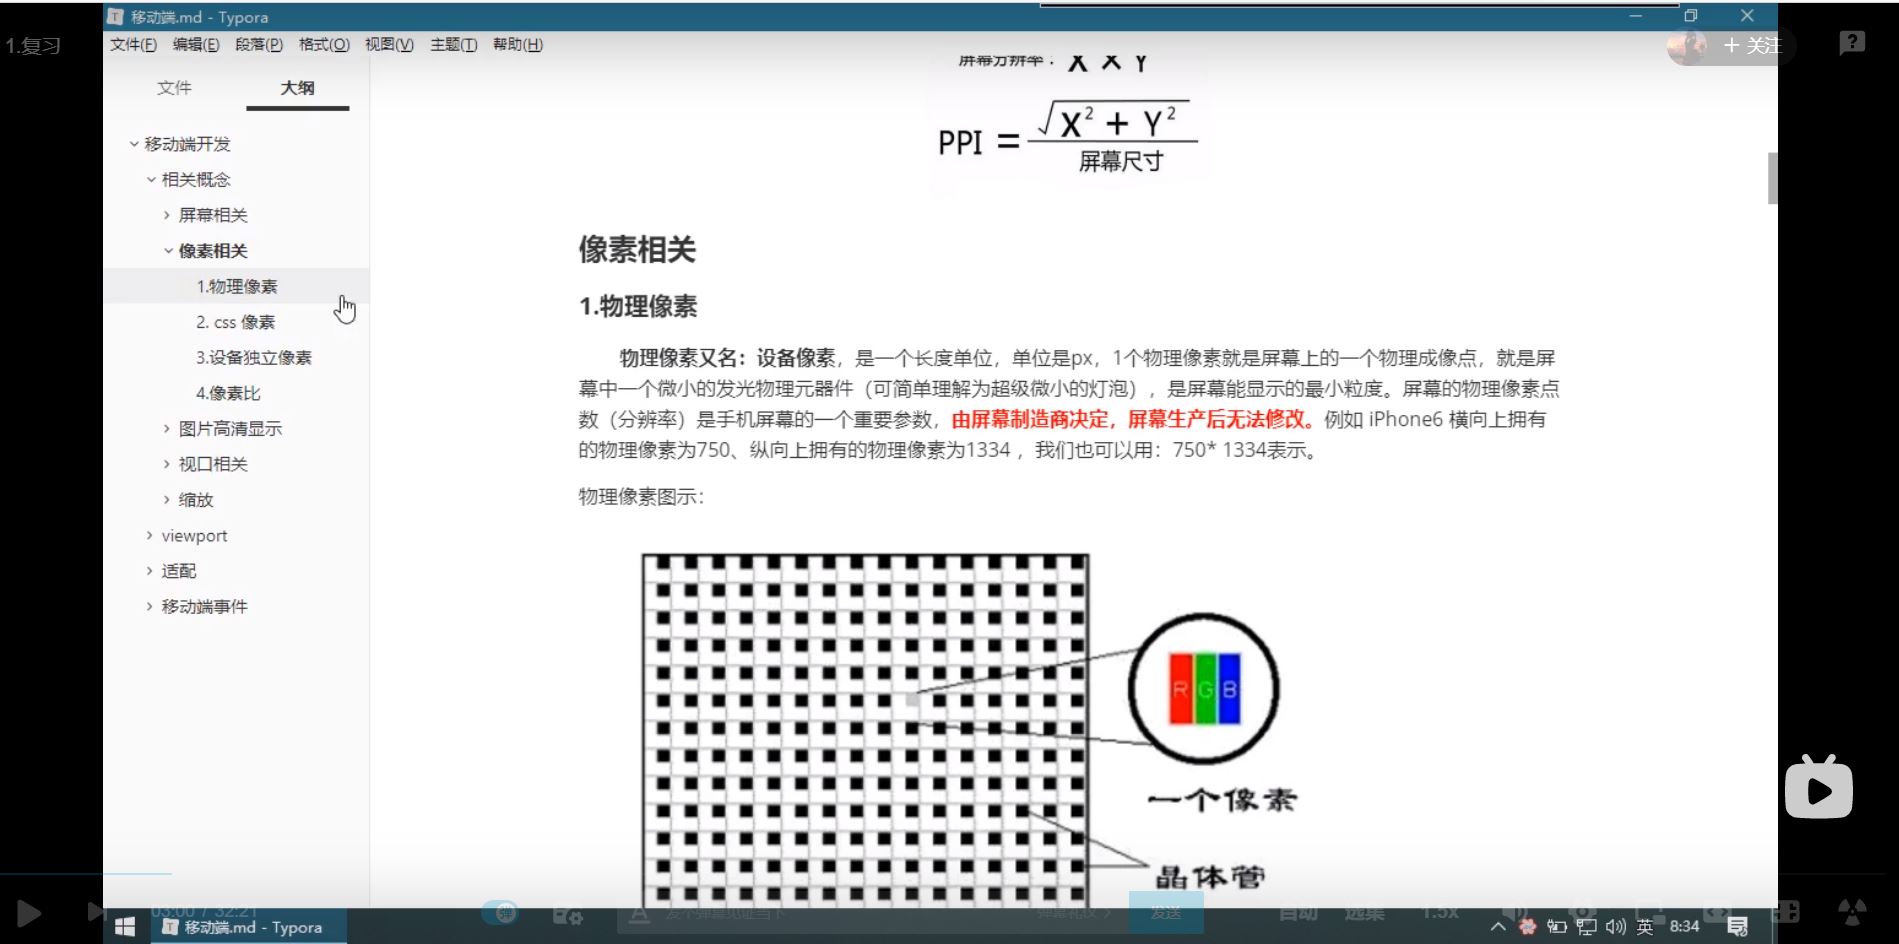 移动端.md - Typora
1.复习
文件(F) 编辑(E) 段落(P) 格式(O) 视图(V) 主题(T) 帮助(H)
+ 关注
文件 大纲
移动端开发
相关概念
屏幕相关
像素相关
1.物理像素
2. css 像素
3.设备独立像素
4.像素比
图片高清显示
视口相关
缩放
viewport
适配
移动端事件
屏幕分辨率： X X Y
PPI = √X² + Y²
屏幕尺寸
像素相关
1.物理像素
物理像素又名：设备像素，是一个长度单位，单位是px，1个物理像素就是屏幕上的一个物理成像点，就是屏
幕中一个微小的发光物理元器件（可简单理解为超级微小的灯泡），是屏幕能显示的最小粒度。屏幕的物理像素点
数（分辨率）是手机屏幕的一个重要参数，由屏幕制造商决定，屏幕生产后无法修改。例如 iPhone6 横向上拥有
的物理像素为750、纵向上拥有的物理像素为1334 ，我们也可以用：750* 1334表示。
物理像素图示：
R G B
一个像素
晶体管
03:00 / 32:21
弹
发个弹幕见证当下
弹幕礼仪 >
发送
自动 选集 1.5x
移动端.md - Typora
英 8:34